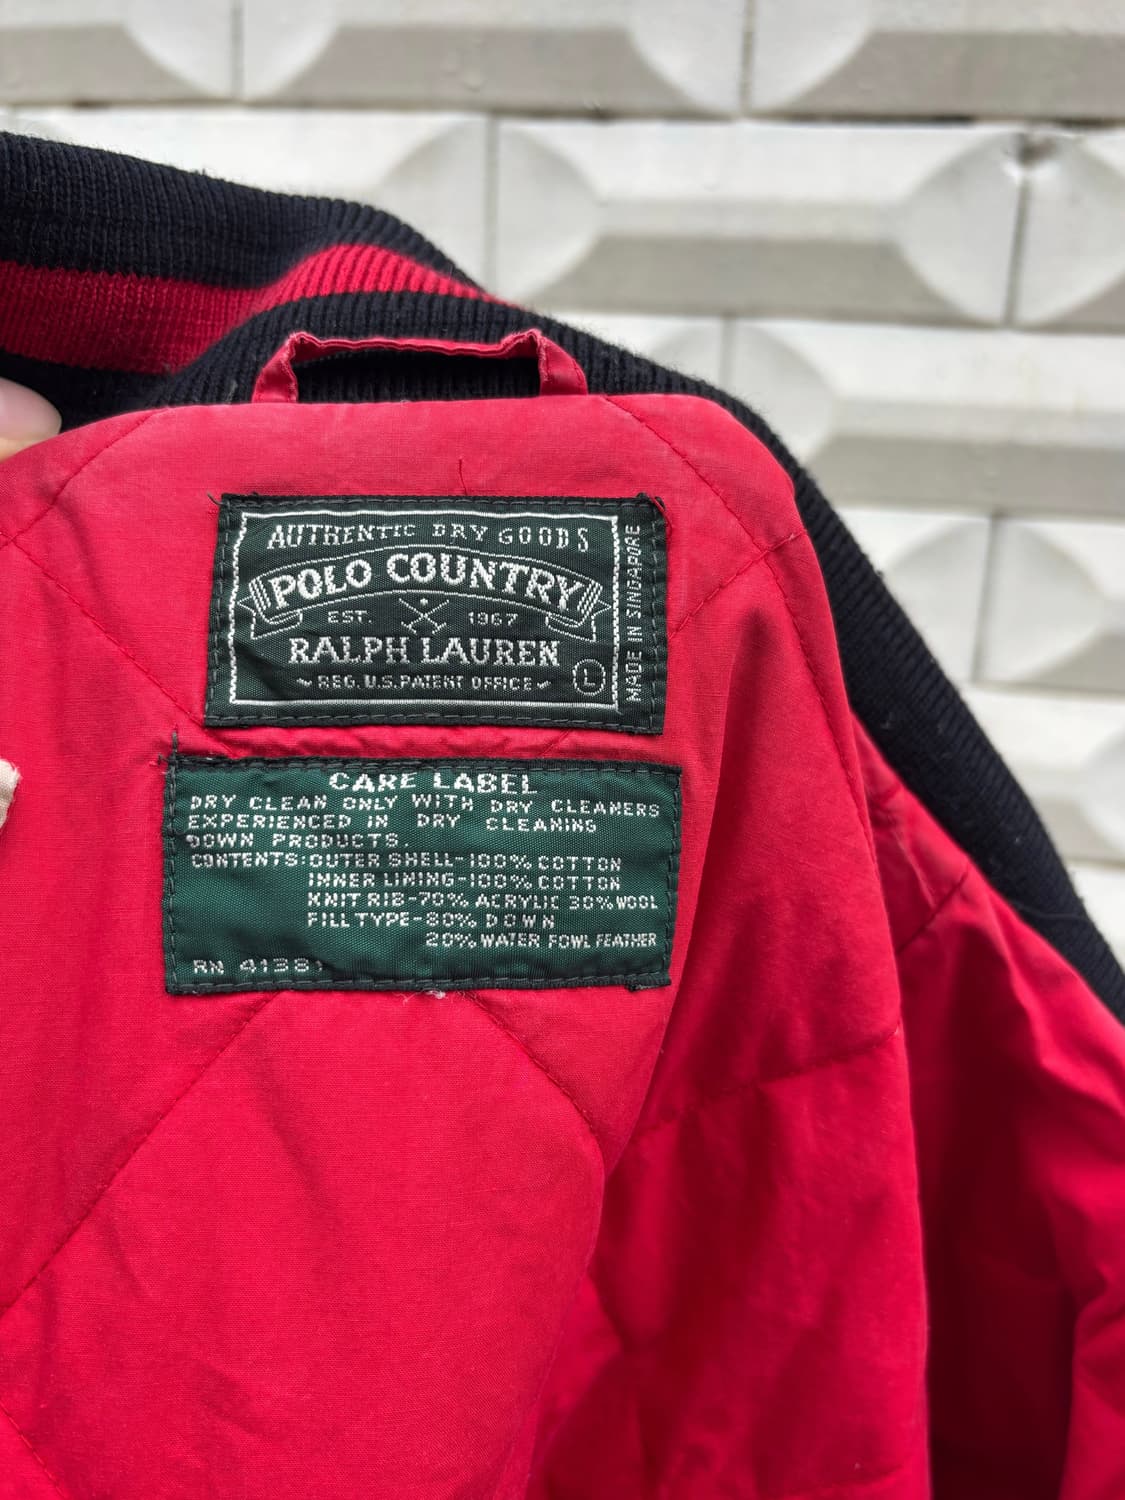 AUTHENTIC DRY GOODS
POLO COUNTRY
EST. 1967
RALPH LAUREN
REG. U.S. PATENT OFFICE
L
MADE IN SINGAPORE
CARE LABEL
DRY CLEAN ONLY WITH DRY CLEANERS
EXPERIENCED IN DRY CLEANING
DOWN PRODUCTS.
CONTENTS: OUTER SHELL-100% COTTON
INNER LINING-100% COTTON
KNIT RIB-70% ACRYLIC 30% WOOL
FILL TYPE-80% DOWN
20% WATER FOWL FEATHER
RN 41381